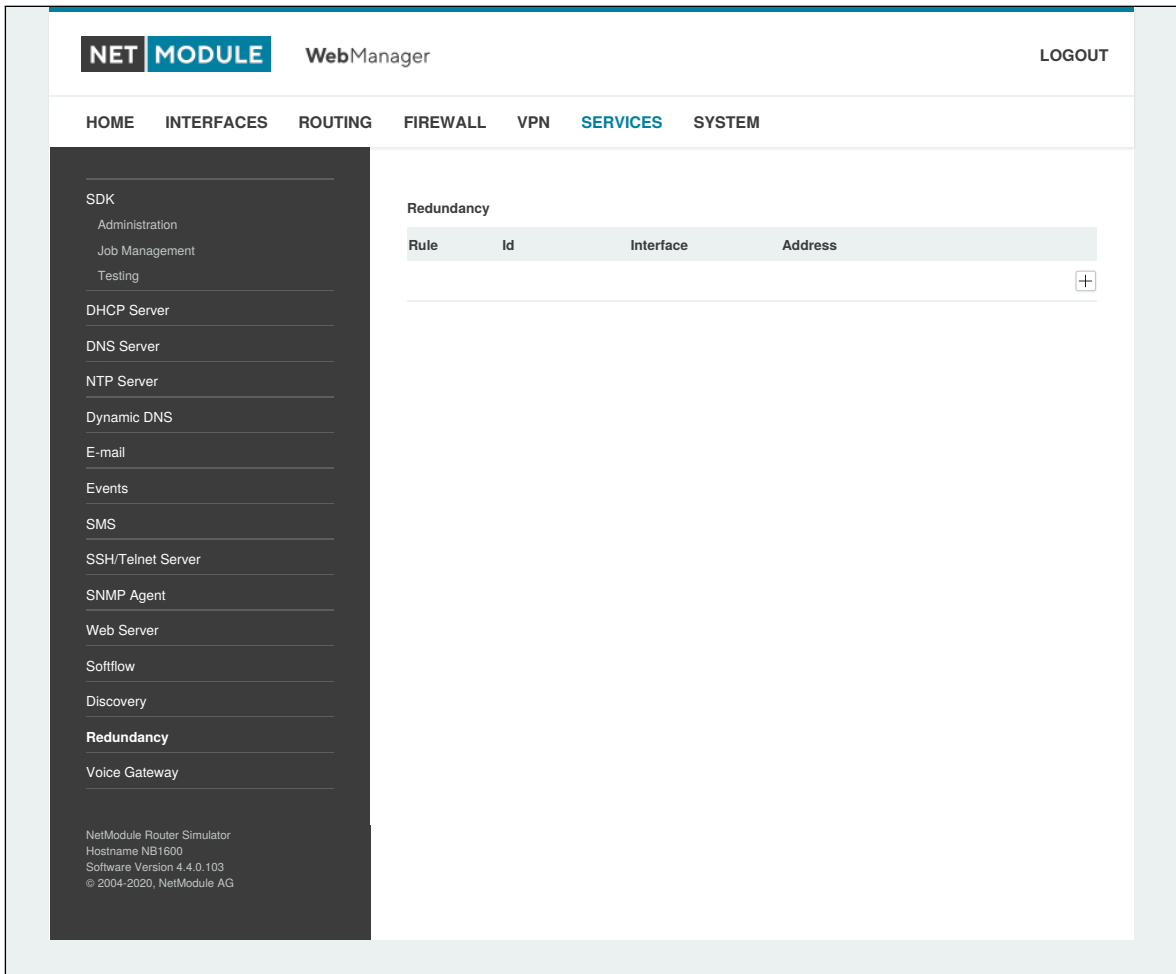 NET MODULE WebManager LOGOUT
HOME INTERFACES ROUTING FIREWALL VPN SERVICES SYSTEM
SDK
Administration
Job Management
Testing
DHCP Server
DNS Server
NTP Server
Dynamic DNS
E-mail
Events
SMS
SSH/Telnet Server
SNMP Agent
Web Server
Softflow
Discovery
Redundancy
Voice Gateway
NetModule Router Simulator
Hostname NB1600
Software Version 4.4.0.103
© 2004-2020, NetModule AG
Redundancy
Rule Id Interface Address